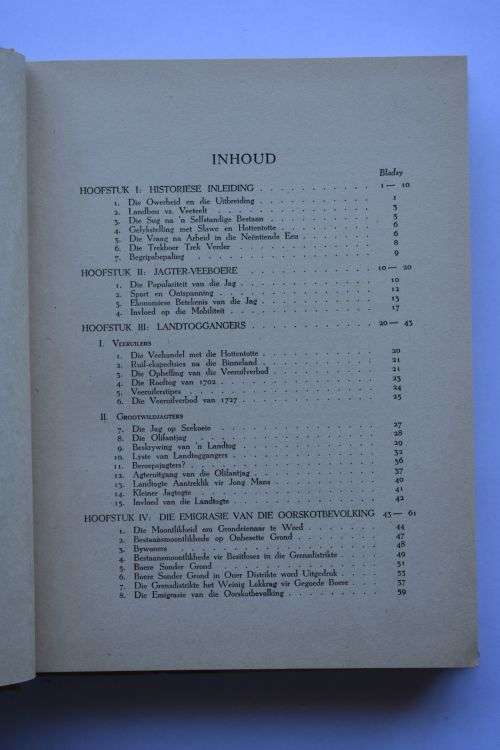 INHOUD
Bladsy
HOOFSTUK I: HISTORIESE INLEIDING . . . . . . . . . . 1 — 10
1. Die Owerheid en die Uitbreiding . . . . . . . . . . 1
2. Landbou vs. Veeteelt . . . . . . . . . . 3
3. Die Sug na 'n Selfstandige Bestaan . . . . . . . . . . 5
4. Gelykstelling met Slawe en Hottentotte . . . . . . . . . . 6
5. Die Vraag na Arbeid in die Neëntiende Eeu . . . . . . . . . . 6
6. Die Trekboer Trek Verder . . . . . . . . . . 8
7. Begripsbepaling . . . . . . . . . . 9
HOOFSTUK II: JAGTER-VEEBOERE . . . . . . . . . . 10 — 20
1. Die Populariteit van die Jag . . . . . . . . . . 10
2. Sport en Ontspanning . . . . . . . . . . 12
3. Ekonomiese Betekenis van die Jag . . . . . . . . . . 15
4. Invloed op die Mobiliteit . . . . . . . . . . 17
HOOFSTUK III: LANDTOGGANGERS . . . . . . . . . . 20 — 43
I. VEERUILERS
1. Die Veehandel met die Hottentotte . . . . . . . . . . 20
2. Ruil-ekspedisies na die Binneland . . . . . . . . . . 21
3. Die Opheffing van die Veeruilverbod . . . . . . . . . . 21
4. Die Rooftog van 1702 . . . . . . . . . . 23
5. Veeruilerstipes . . . . . . . . . . 24
6. Die Veeruilverbod van 1727 . . . . . . . . . . 25
II. GROOTWILDJAGTERS
7. Die Jag op Seekoeie . . . . . . . . . . 27
8. Die Olifantjag . . . . . . . . . . 28
9. Beskrywing van 'n Landtog . . . . . . . . . . 29
10. Lyste van Landtoggangers . . . . . . . . . . 32
11. Beroepsjagters? . . . . . . . . . . 36
12. Agteruitgang van die Olifantjag . . . . . . . . . . 37
13. Landtogte Aantreklik vir Jong Mans . . . . . . . . . . 40
14. Kleiner Jagtogte . . . . . . . . . . 41
15. Invloed van die Landtogte . . . . . . . . . . 42
HOOFSTUK IV: DIE EMIGRASIE VAN DIE OORSKOTBEVOLKING 43 — 61
1. Die Moontlikheid om Grondeienaar te Word . . . . . . . . . . 44
2. Bestaansmoontlikhede op Onbesette Grond . . . . . . . . . . 47
3. Bywoners . . . . . . . . . . 48
4. Bestaansmoontlikhede vir Besitloses in die Grensdistrikte . . . . . . . . . . 49
5. Boere Sonder Grond . . . . . . . . . . 51
6. Boere Sonder Grond in Ouer Distrikte word Uitgedruk . . . . . . . . . . 53
7. Die Grensdistrikte het Weinig Lokkrag vir Gegoede Boere . . . . . . . . . . 57
8. Die Emigrasie van die Oorskotbevolking . . . . . . . . . . 59